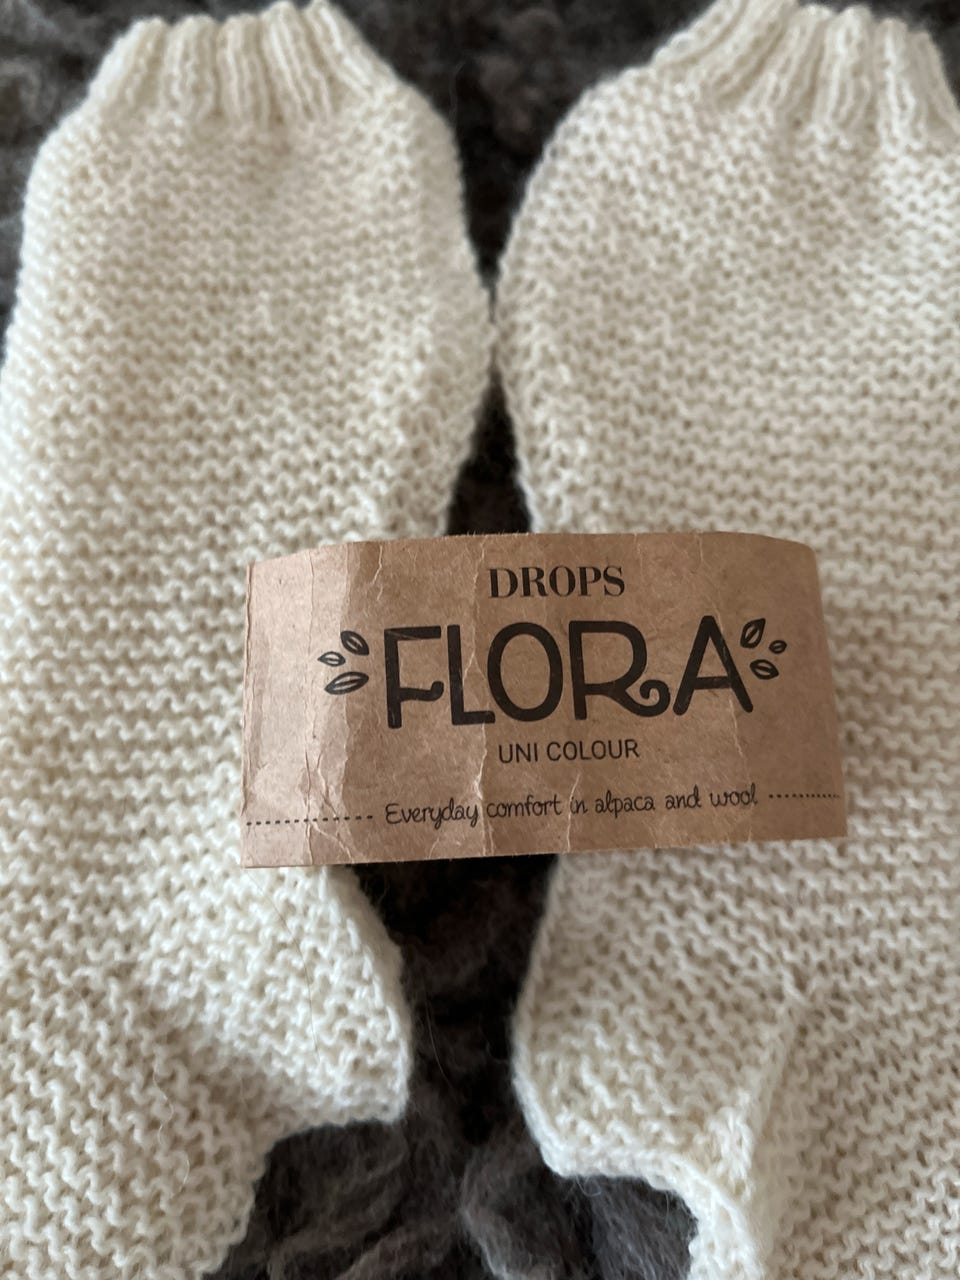 DROPS
FLORA
UNI COLOUR
Everyday comfort in alpaca and wool